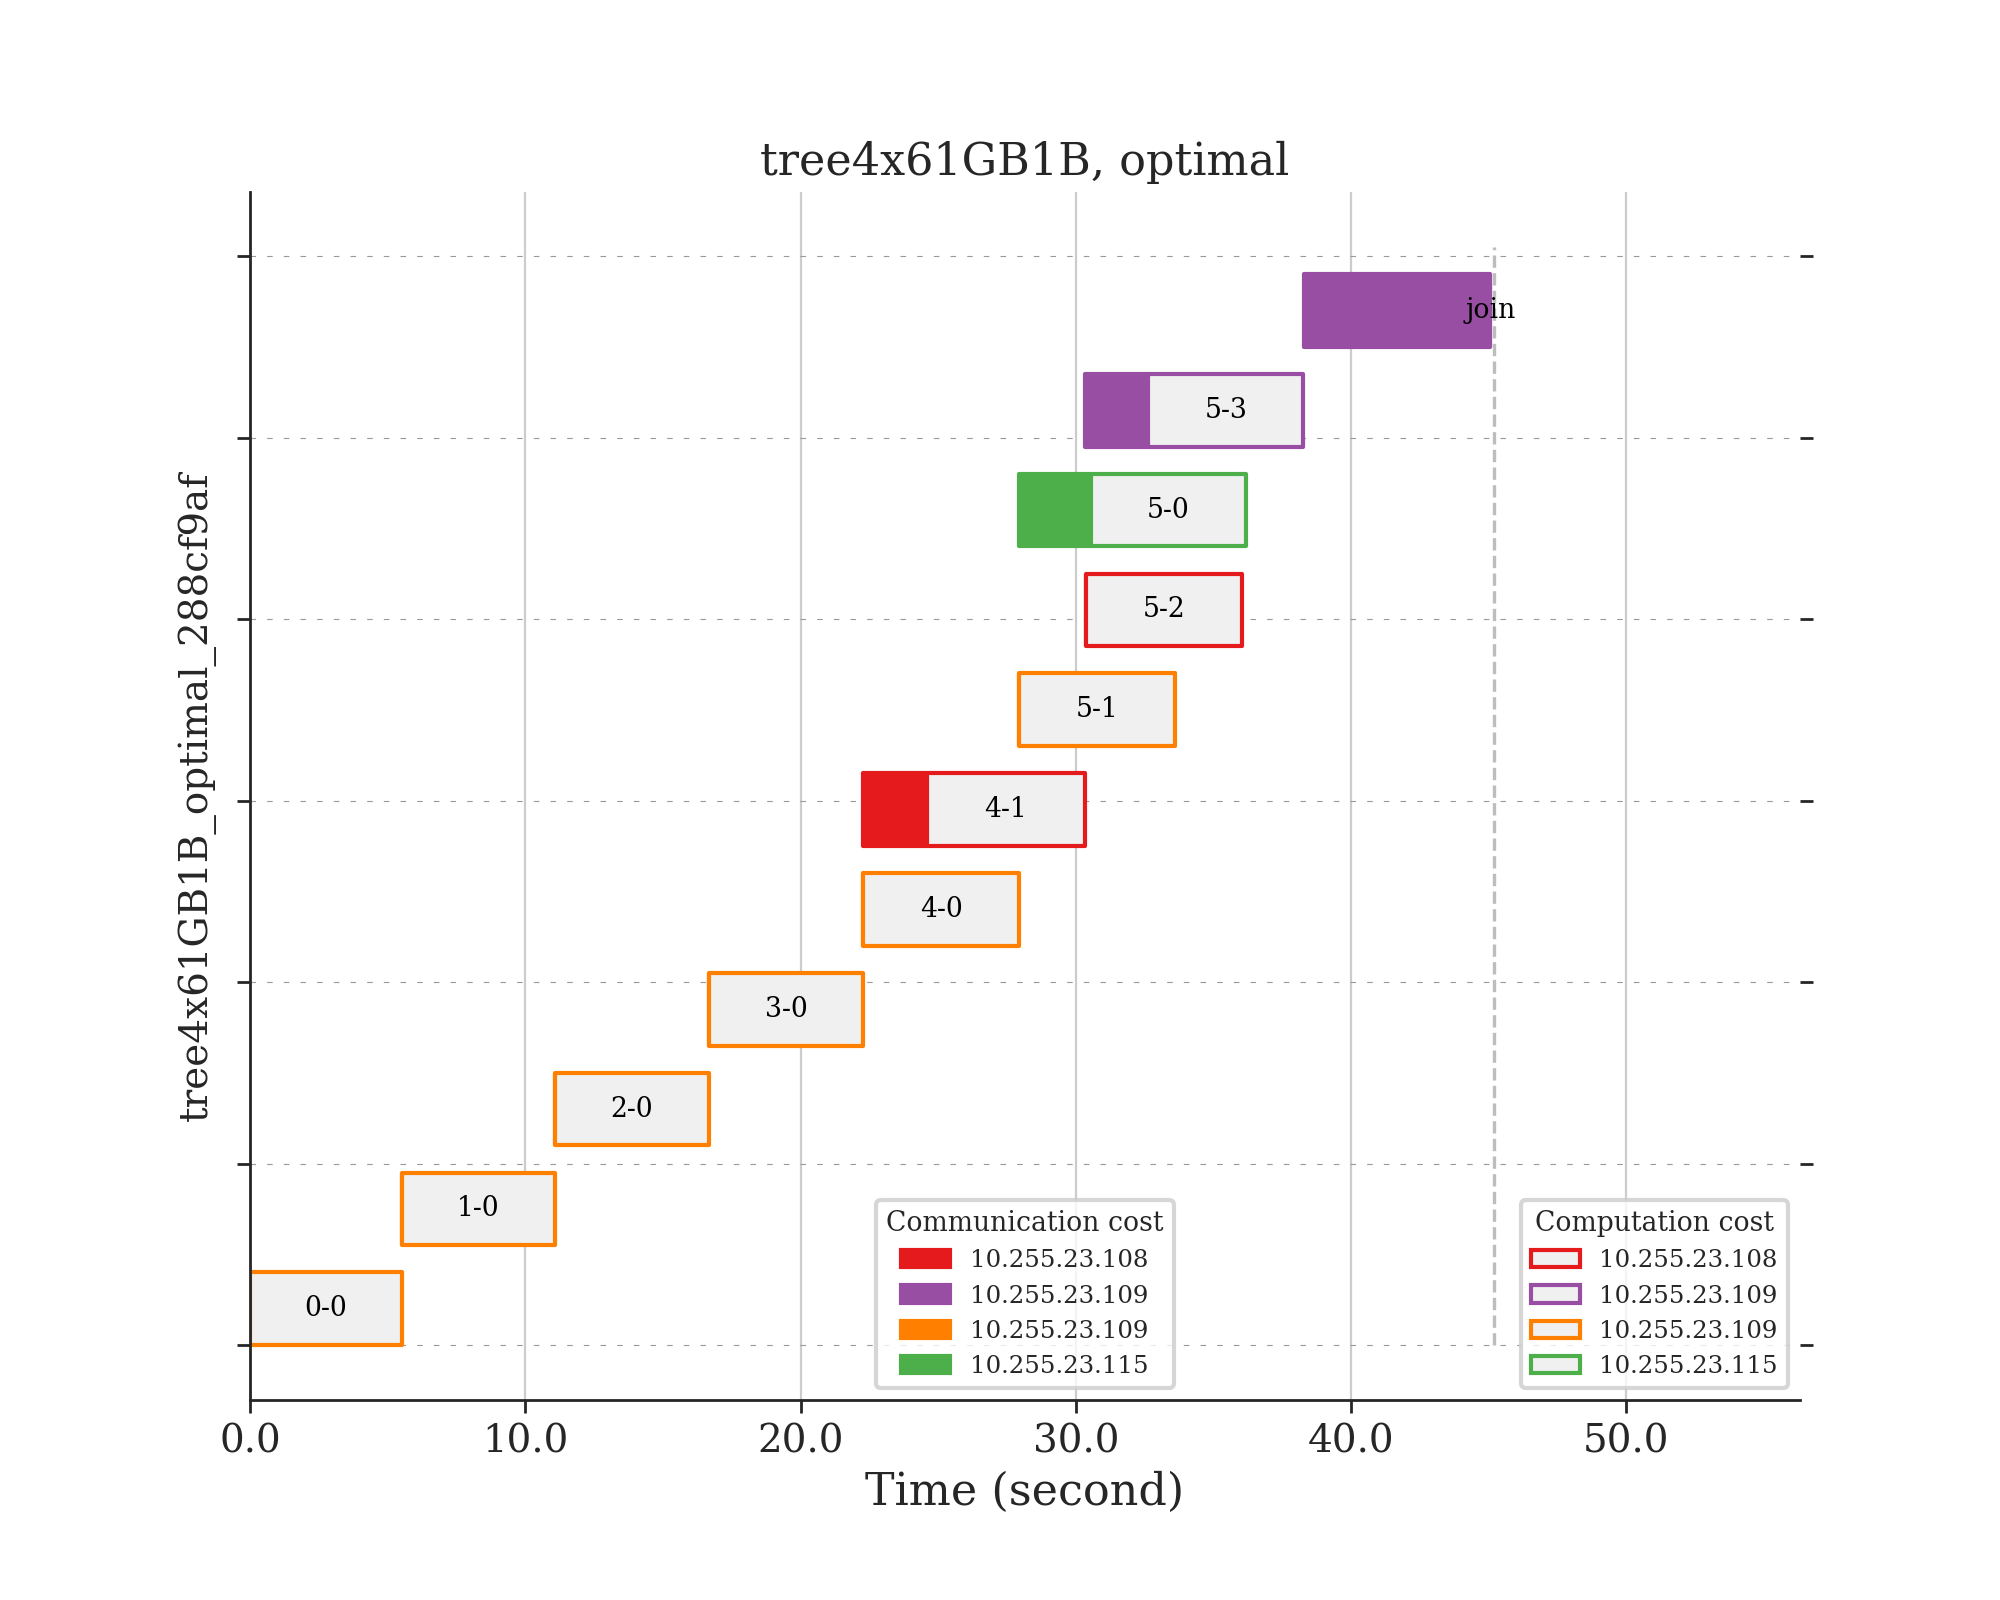 tree4x61GB1B, optimal
tree4x61GB1B_optimal_288cf9af
join
5-3
5-0
5-2
5-1
4-1
4-0
3-0
2-0
1-0
0-0
Communication cost
10.255.23.108
10.255.23.109
10.255.23.109
10.255.23.115
Computation cost
10.255.23.108
10.255.23.109
10.255.23.109
10.255.23.115
0.0 10.0 20.0 30.0 40.0 50.0
Time (second)